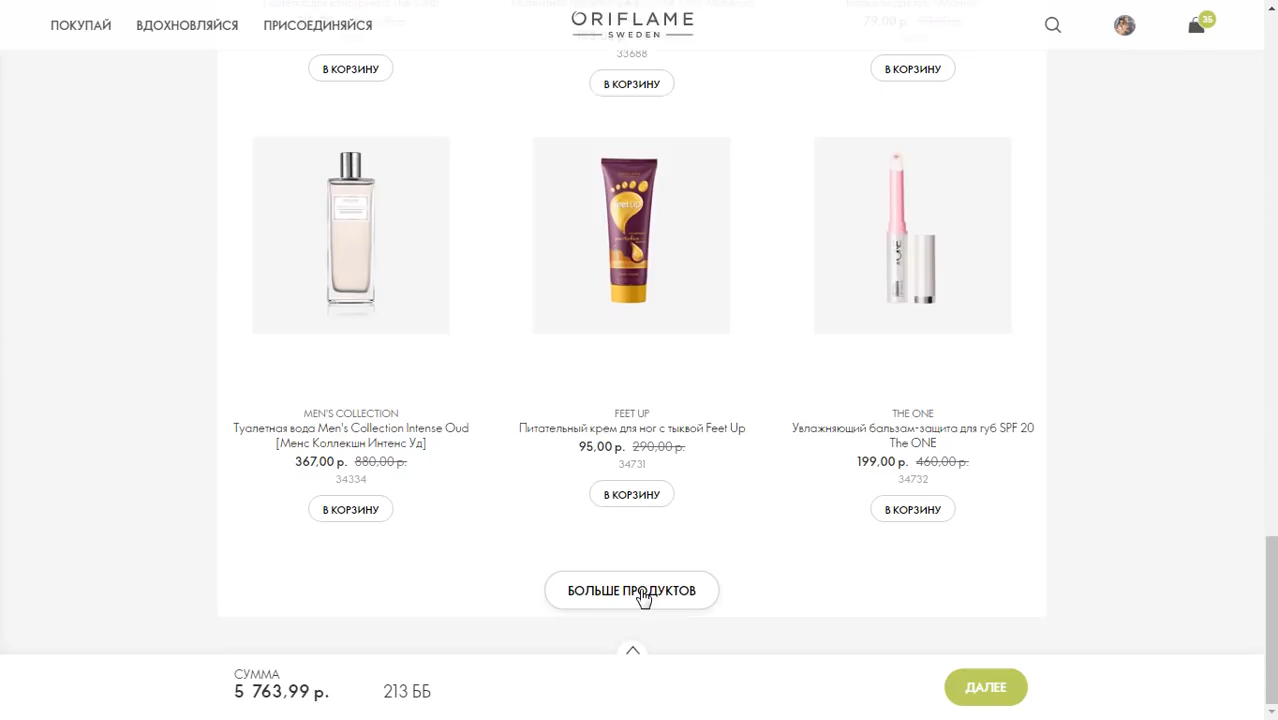 ПОКУПАЙ ВДОХНОВЛЯЙСЯ ПРИСОЕДИНЯЙСЯ
ORIFLAME
SWEDEN
35
79,00 р.
33688
В КОРЗИНУ
В КОРЗИНУ
В КОРЗИНУ
MEN'S COLLECTION
Туалетная вода Men's Collection Intense Oud
[Менс Коллекшн Интенс Уд]
367,00 р. 880,00 р.
34334
В КОРЗИНУ
FEET UP
Питательный крем для ног с тыквой Feet Up
95,00 р. 290,00 р.
34731
В КОРЗИНУ
THE ONE
Увлажняющий бальзам-защита для губ SPF 20
The ONE
199,00 р. 460,00 р.
34732
В КОРЗИНУ
БОЛЬШЕ ПРОДУКТОВ
СУММА
5 763,99 р.
213 ББ
ДАЛЕЕ